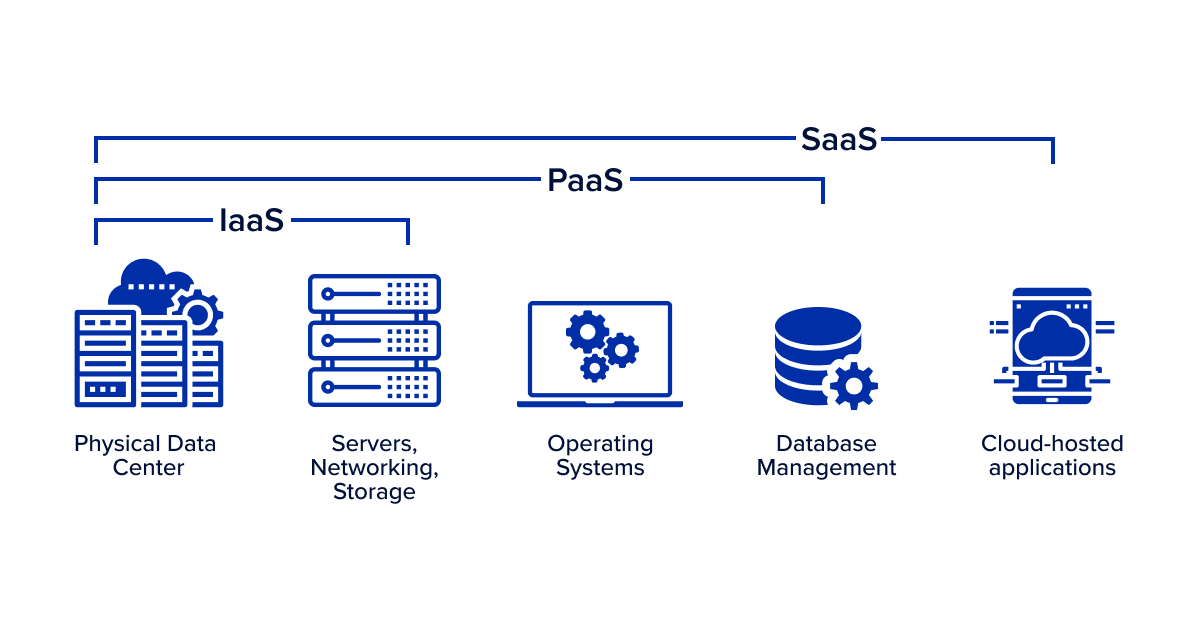 SaaS
PaaS
IaaS
Physical Data
Center
Servers,
Networking,
Storage
Operating
Systems
Database
Management
Cloud-hosted
applications